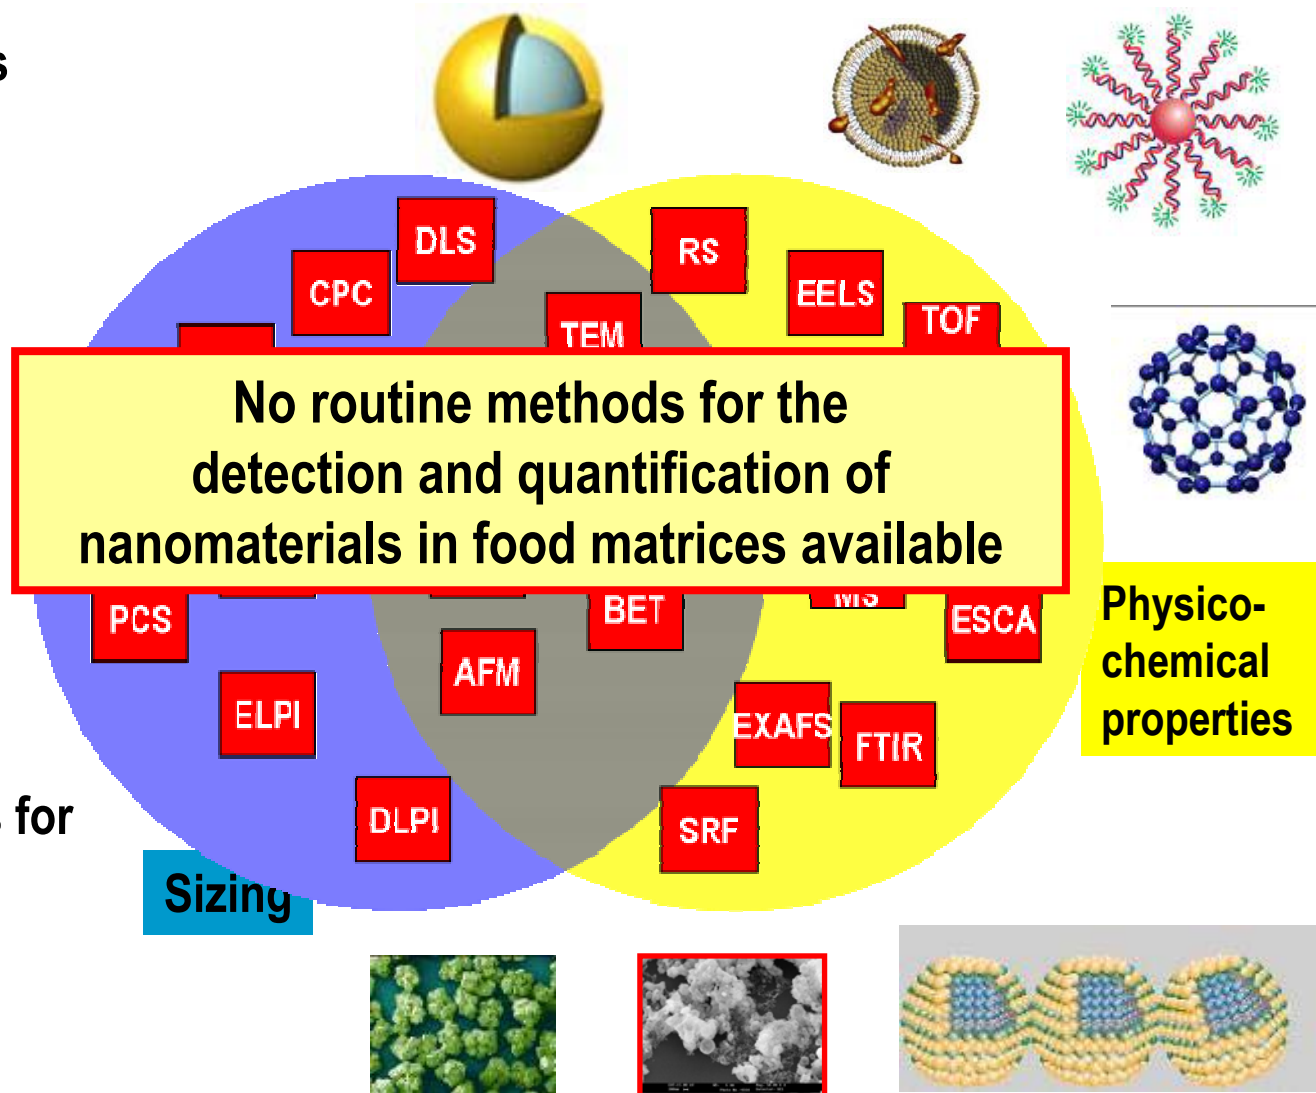 s
DLS
RS
CPC
EELS
TOF
TEM
No routine methods for the
detection and quantification of
nanomaterials in food matrices available
PCS
BET
MS
ESCA
Physico-
chemical
properties
AFM
ELPI
EXAFS
FTIR
DLPI
SRF
s for
Sizing